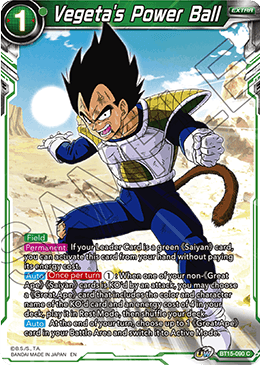 1
Vegeta's Power Ball
EXTRA
Field
Permanent If your Leader Card is a green 《Saiyan》 card,
you can activate this card from your hand without paying
its energy cost.
Auto Once per turn 1 : When one of your non-《Great
Ape》 《Saiyan》 cards is KO'd by an attack, you may choose
a 《Great Ape》 card that includes the color and character
name of the KO'd card and an energy cost of 4 in your
deck, play it in Rest Mode, then shuffle your deck.
Auto At the end of your turn, choose up to 1 《Great Ape》
card in your Battle Area and switch it to Active Mode.
©B.S./S., T.A.
BANDAI MADE IN JAPAN EN
BT15-090 C